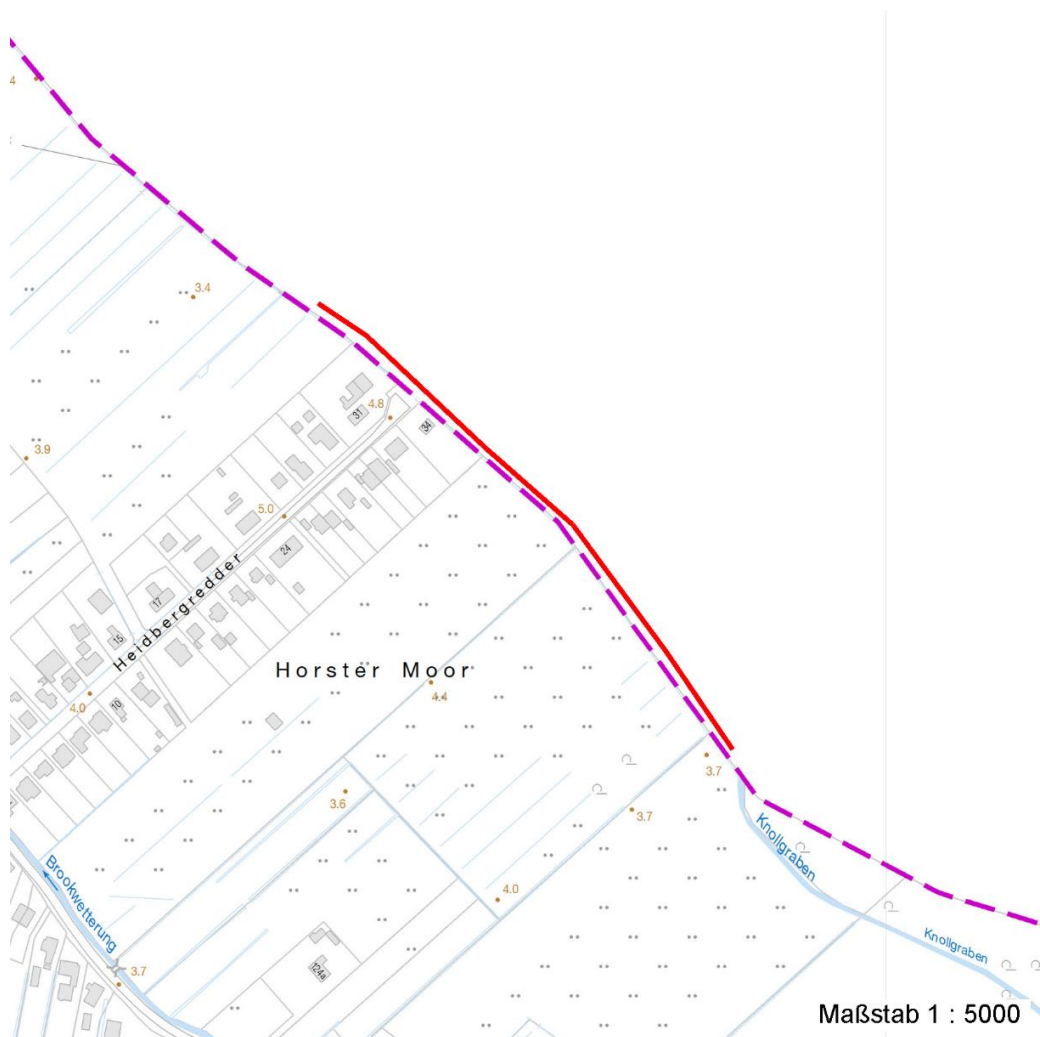 4
3.4
4.8
31
34
3.9
5.0
24
Heidbergredder
17
15
Horster Moor
4.4
4.0
10
3.7
3.6
3.7
Knollgraben
Brookwetterung
4.0
Knollgraben
124a
3.7
Maßstab 1 : 5000